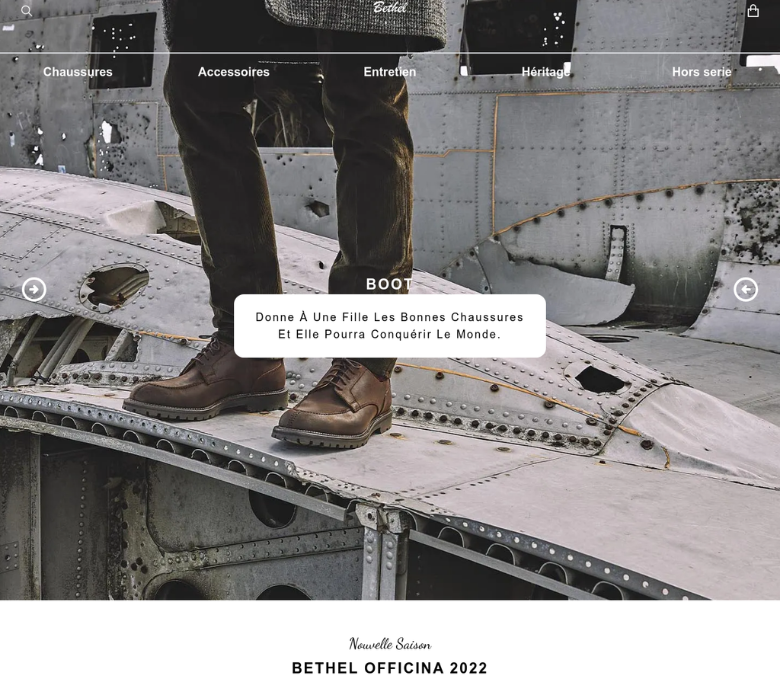 Bethel
Chaussures Accessoires Entretien Héritage Hors serie
BOOT
Donne À Une Fille Les Bonnes Chaussures
Et Elle Pourra Conquérir Le Monde.
Nouvelle Saison
BETHEL OFFICINA 2022